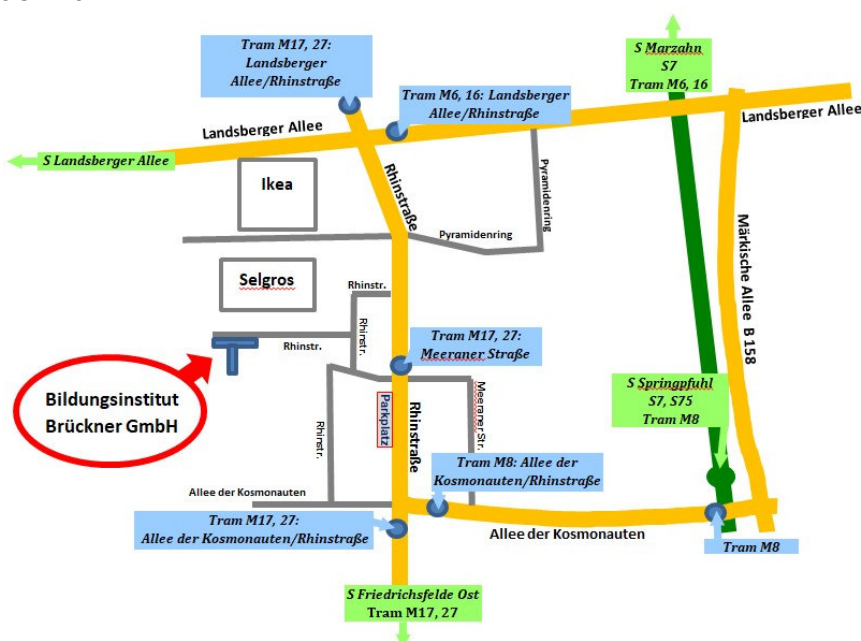 Tram M17, 27:
Landsberger
Allee/Rhinstraße
S Marzahn
S7
Tram M6, 16
Tram M6, 16: Landsberger
Allee/Rhinstraße
Landsberger Allee
Landsberger Allee
S Landsberger Allee
Ikea
Rhinstraße
Pyramidenring
Pyramidenring
Märkische Allee B 158
Selgros
Rhinstr.
Rhinstr.
Rhinstr.
Tram M17, 27:
Meeraner Straße
Bildungsinstitut
Brückner GmbH
S Springpfuhl
S7, S75
Tram M8
Rhinstr.
Parkplatz
Rhinstraße
Meeraner Str.
Tram M8: Allee der
Kosmonauten/Rhinstraße
Allee der Kosmonauten
Tram M17, 27:
Allee der Kosmonauten/Rhinstraße
Allee der Kosmonauten
Tram M8
S Friedrichsfelde Ost
Tram M17, 27